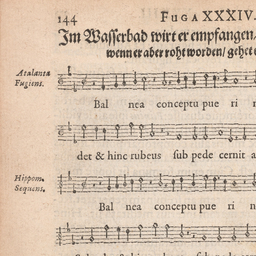 144 FUGA XXXIV.
Im Wasserbad wirt er empfangen
wenn er aber roht worden/ gehet e
Atalanta
Fugiens.
Bal nea conceptu pue ri
det & hinc rubeus sub pede cernit a
Hippom.
Sequens.
Bal nea conceptu pue ri n